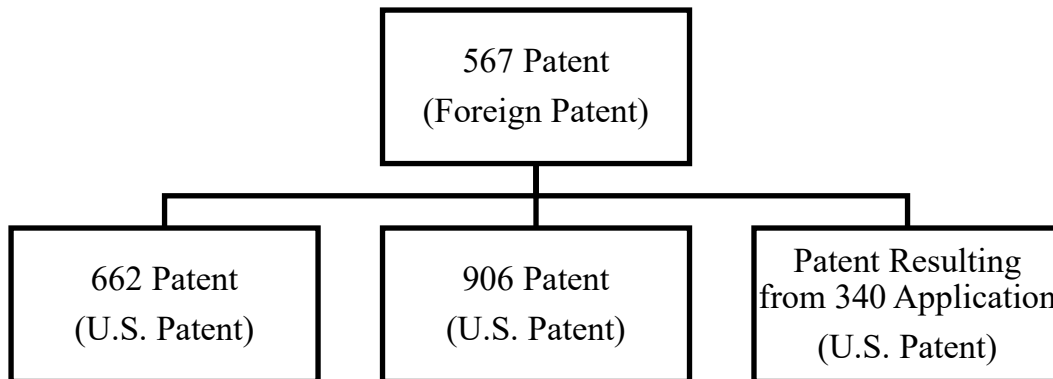 567 Patent
(Foreign Patent)
662 Patent
(U.S. Patent)
906 Patent
(U.S. Patent)
Patent Resulting
from 340 Application
(U.S. Patent)